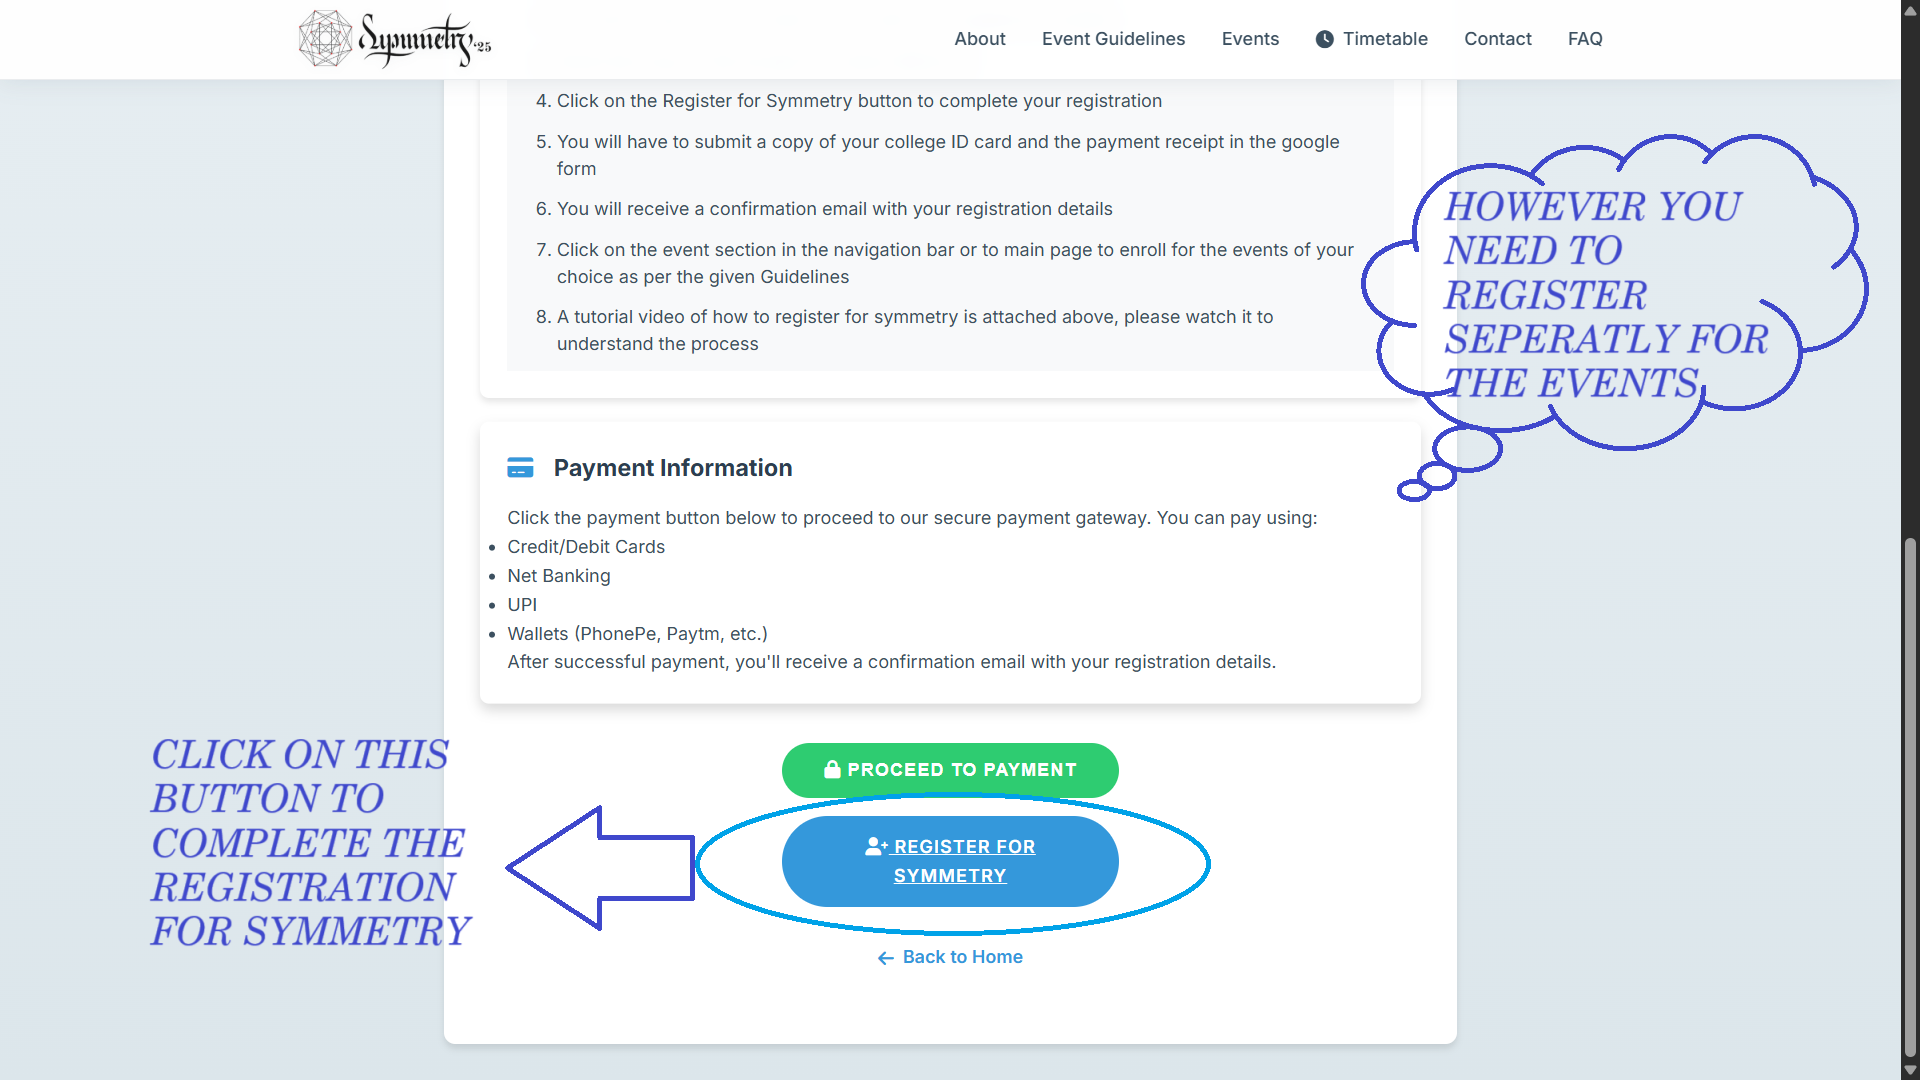 Symmetry '25
About Event Guidelines Events Timetable Contact FAQ
4. Click on the Register for Symmetry button to complete your registration
5. You will have to submit a copy of your college ID card and the payment receipt in the google
form
6. You will receive a confirmation email with your registration details
7. Click on the event section in the navigation bar or to main page to enroll for the events of your
choice as per the given Guidelines
8. A tutorial video of how to register for symmetry is attached above, please watch it to
understand the process
HOWEVER YOU
NEED TO
REGISTER
SEPERATLY FOR
THE EVENTS
Payment Information
Click the payment button below to proceed to our secure payment gateway. You can pay using:
• Credit/Debit Cards
• Net Banking
• UPI
• Wallets (PhonePe, Paytm, etc.)
After successful payment, you'll receive a confirmation email with your registration details.
CLICK ON THIS
BUTTON TO
COMPLETE THE
REGISTRATION
FOR SYMMETRY
PROCEED TO PAYMENT
REGISTER FOR
SYMMETRY
← Back to Home